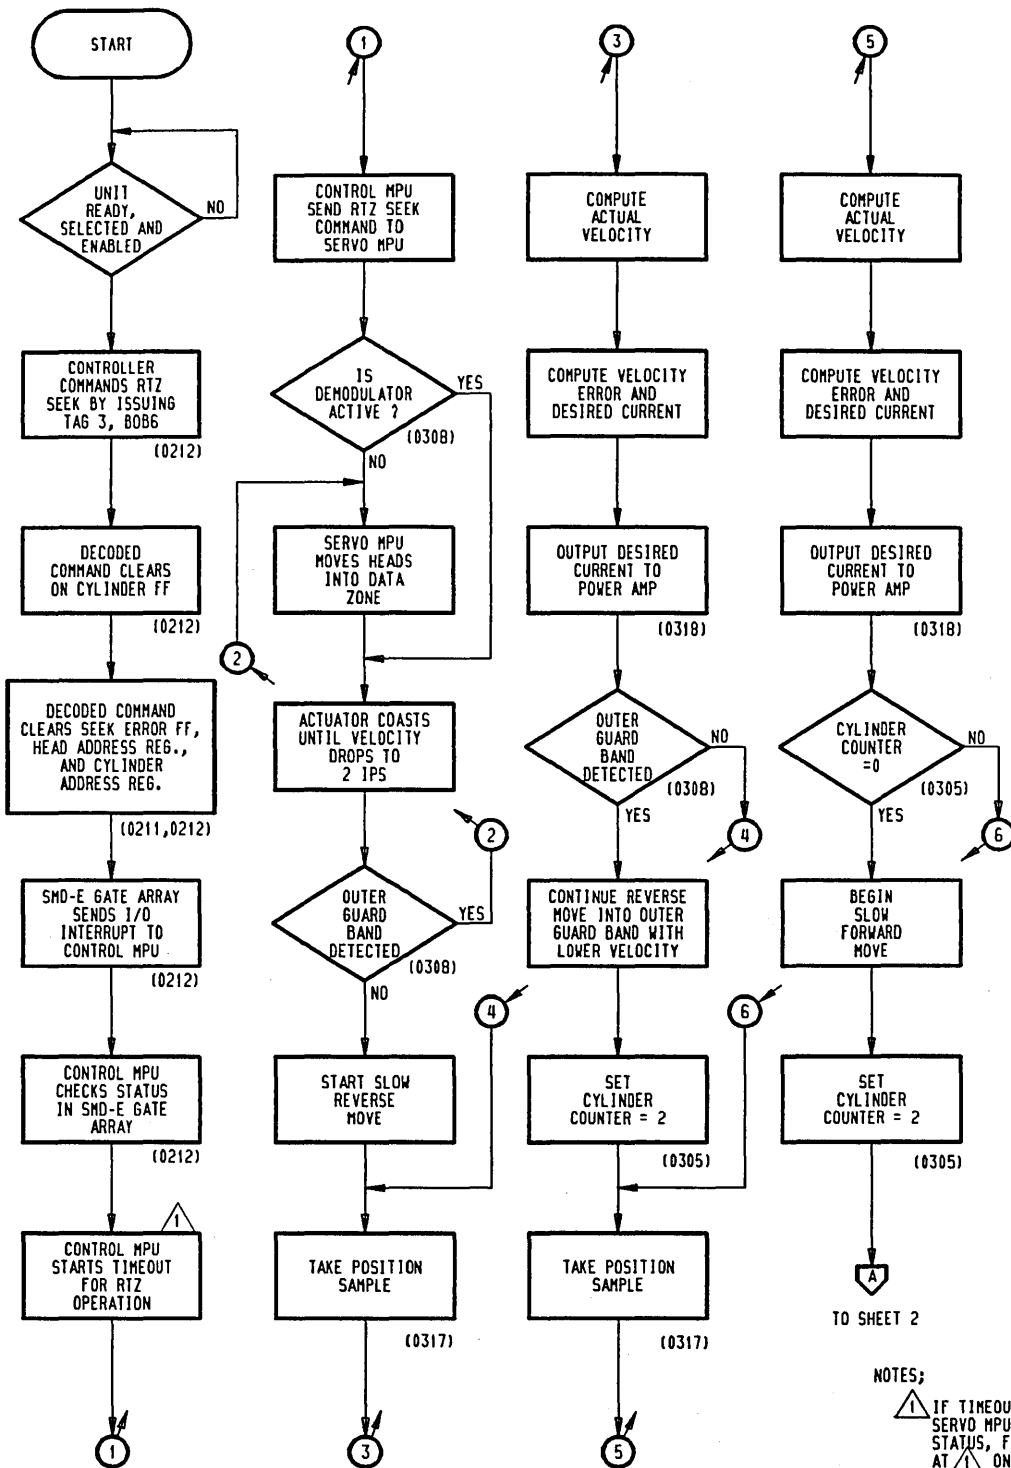 START
UNIT
READY,
SELECTED AND
ENABLED
NO
CONTROLLER
COMMANDS RTZ
SEEK BY ISSUING
TAG 3, BOB6
(0212)
DECODED
COMMAND CLEARS
ON CYLINDER FF
(0212)
DECODED COMMAND
CLEARS SEEK ERROR FF,
HEAD ADDRESS REG.,
AND CYLINDER
ADDRESS REG.
(0211,0212)
SMD-E GATE ARRAY
SENDS I/O
INTERRUPT TO
CONTROL MPU
(0212)
CONTROL MPU
CHECKS STATUS
IN SMD-E GATE
ARRAY
(0212)
1
CONTROL MPU
STARTS TIMEOUT
FOR RTZ
OPERATION
1
1
CONTROL MPU
SEND RTZ SEEK
COMMAND TO
SERVO MPU
IS
DEMODULATOR
ACTIVE ?
YES
(0308)
NO
SERVO MPU
MOVES HEADS
INTO DATA
ZONE
2
ACTUATOR COASTS
UNTIL VELOCITY
DROPS TO
2 IPS
2
OUTER
GUARD
BAND
DETECTED
YES
(0308)
NO
4
START SLOW
REVERSE
MOVE
TAKE POSITION
SAMPLE
(0317)
3
3
COMPUTE
ACTUAL
VELOCITY
COMPUTE VELOCITY
ERROR AND
DESIRED CURRENT
OUTPUT DESIRED
CURRENT TO
POWER AMP
(0318)
OUTER
GUARD
BAND
DETECTED
NO
(0308)
YES
4
CONTINUE REVERSE
MOVE INTO OUTER
GUARD BAND WITH
LOWER VELOCITY
6
SET
CYLINDER
COUNTER = 2
(0305)
TAKE POSITION
SAMPLE
(0317)
5
5
COMPUTE
ACTUAL
VELOCITY
COMPUTE VELOCITY
ERROR AND
DESIRED CURRENT
OUTPUT DESIRED
CURRENT TO
POWER AMP
(0318)
CYLINDER
COUNTER
=0
NO
(0305)
YES
6
BEGIN
SLOW
FORWARD
MOVE
SET
CYLINDER
COUNTER = 2
(0305)
A
TO SHEET 2
NOTES;
1 IF TIMEOU
SERVO MPU
STATUS, F
AT 1 ON